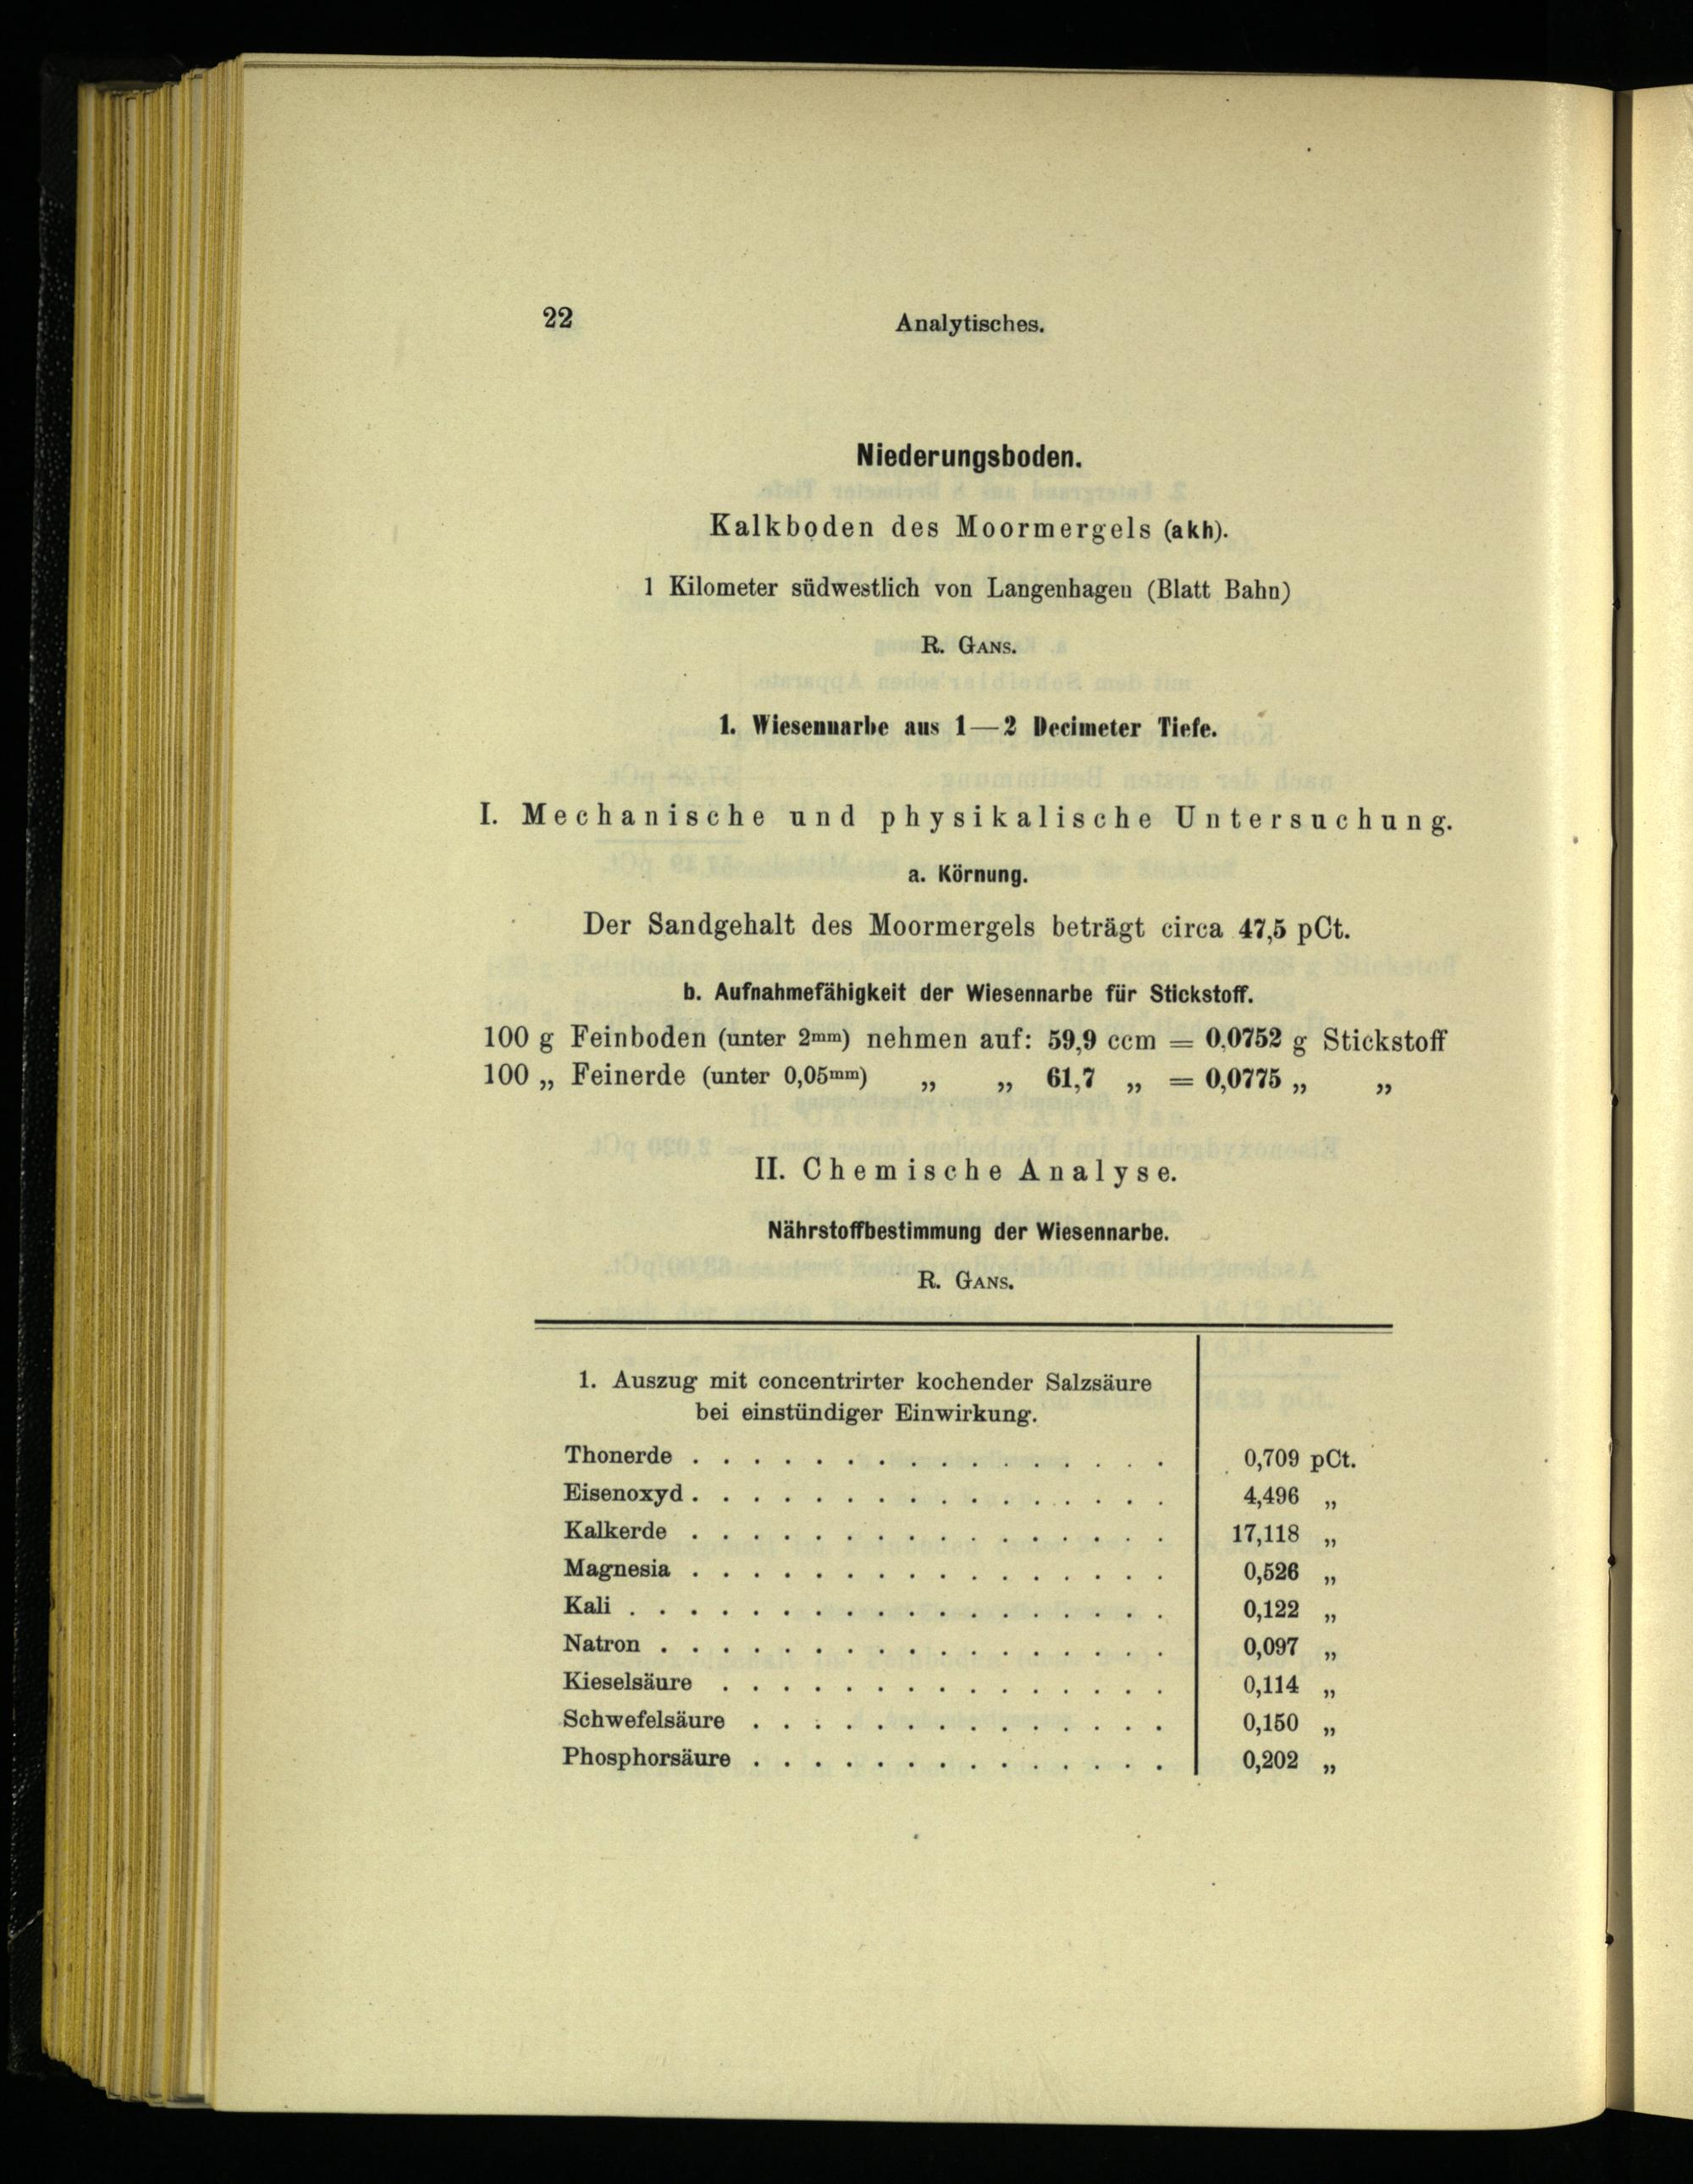 22 Analytisches.
Niederungsboden.
Kalkboden des Moormergels (akh).
1 Kilometer südwestlich von Langenhagen (Blatt Bahn)
R. GANS.
1. Wiesennarbe aus 1—2 Decimeter Tiefe.
I. Mechanische und physikalische Untersuchung.
a. Körnung.
Der Sandgehalt des Moormergels beträgt circa 47,5 pCt.
b. Aufnahmefähigkeit der Wiesennarbe für Stickstoff.
100 g Feinboden (unter 2mm) nehmen auf: 59,9 ccm = 0,0752 g Stickstoff
100 „ Feinerde (unter 0,05mm) „ „ 61,7 „ = 0,0775 „ „
II. Chemische Analyse.
Nährstoffbestimmung der Wiesennarbe.
R. GANS.
1. Auszug mit concentrirter kochender Salzsäure
bei einstündiger Einwirkung.
Thonerde . . . . . . . . . . . . . . . . 0,709 pCt.
Eisenoxyd . . . . . . . . . . . . . . . . 4,496 „
Kalkerde . . . . . . . . . . . . . . . . 17,118 „
Magnesia . . . . . . . . . . . . . . . . 0,526 „
Kali . . . . . . . . . . . . . . . . . . 0,122 „
Natron . . . . . . . . . . . . . . . . . 0,097 „
Kieselsäure . . . . . . . . . . . . . . . 0,114 „
Schwefelsäure . . . . . . . . . . . . . . 0,150 „
Phosphorsäure . . . . . . . . . . . . . . 0,202 „